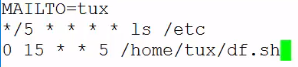 MAILTO=tux
*/5 * * * * ls /etc
0 15 * * 5 /home/tux/df.sh